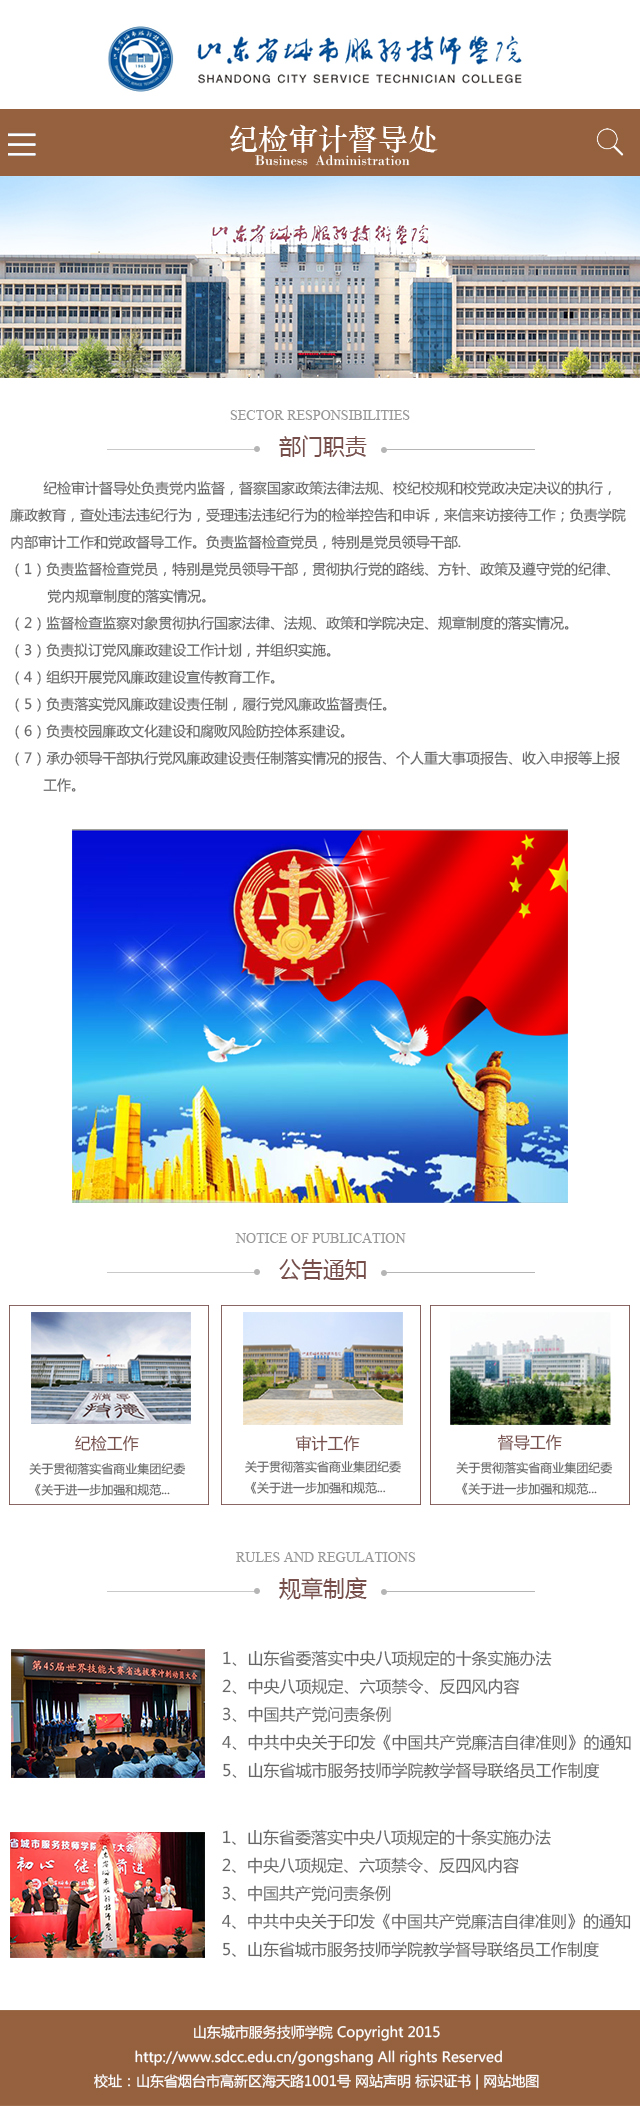 山东省城市服务技师学院
SHANDONG CITY SERVICE TECHNICIAN COLLEGE
纪检审计督导处
Business Administration
山东省城市服务技术学院
SECTOR RESPONSIBILITIES
部门职责
纪检审计督导处负责党内监督，督察国家政策法律法规、校纪校规和校党政决定决议的执行，
廉政教育，查处违法违纪行为，受理违法违纪行为的检举控告和申诉，来信来访接待工作；负责学院
内部审计工作和党政督导工作。负责监督检查党员，特别是党员领导干部.
（1）负责监督检查党员，特别是党员领导干部，贯彻执行党的路线、方针、政策及遵守党的纪律、
党内规章制度的落实情况。
（2）监督检查监察对象贯彻执行国家法律、法规、政策和学院决定、规章制度的落实情况。
（3）负责拟订党风廉政建设工作计划，并组织实施。
（4）组织开展党风廉政建设宣传教育工作。
（5）负责落实党风廉政建设责任制，履行党风廉政监督责任。
（6）负责校园廉政文化建设和腐败风险防控体系建设。
（7）承办领导干部执行党风廉政建设责任制落实情况的报告、个人重大事项报告、收入申报等上报
工作。
NOTICE OF PUBLICATION
公告通知
纪检工作
关于贯彻落实省商业集团纪委
《关于进一步加强和规范...
审计工作
关于贯彻落实省商业集团纪委
《关于进一步加强和规范...
督导工作
关于贯彻落实省商业集团纪委
《关于进一步加强和规范...
RULES AND REGULATIONS
规章制度
第45届世界技能大赛省选拔赛冲刺动员大会
1、山东省委落实中央八项规定的十条实施办法
2、中央八项规定、六项禁令、反四风内容
3、中国共产党问责条例
4、中共中央关于印发《中国共产党廉洁自律准则》的通知
5、山东省城市服务技师学院教学督导联络员工作制度
省城市服务技师学院
大会
初心 继
前进
1、山东省委落实中央八项规定的十条实施办法
2、中央八项规定、六项禁令、反四风内容
3、中国共产党问责条例
4、中共中央关于印发《中国共产党廉洁自律准则》的通知
5、山东省城市服务技师学院教学督导联络员工作制度
山东城市服务技师学院 Copyright 2015
http://www.sdcc.edu.cn/gongshang All rights Reserved
校址：山东省烟台市高新区海天路1001号 网站声明 标识证书 | 网站地图